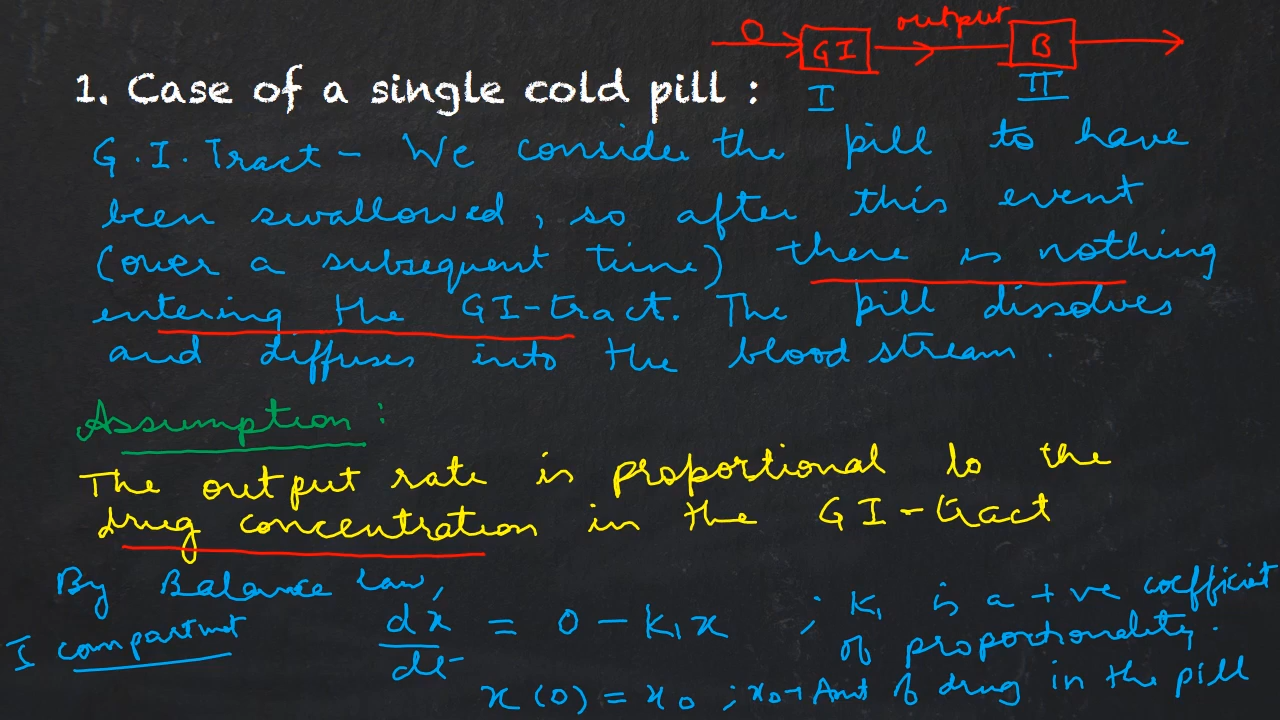 O GI output B
I II
1. Case of a single cold pill :
G.I. Tract - We consider the pill to have
been swallowed, so after this event
(over a subsequent time) there is nothing
entering the GI-tract. The pill dissolves
and diffuses into the blood stream.
Assumption:
The output rate is proportional to the
drug concentration in the GI-tract
By Balance law,
I compartmet
dx/dt = 0 - k₁x ; K₁ is a +ve coefficient
of proportionality.
x(0) = x₀ ; x₀→ Amt of drug in the pill